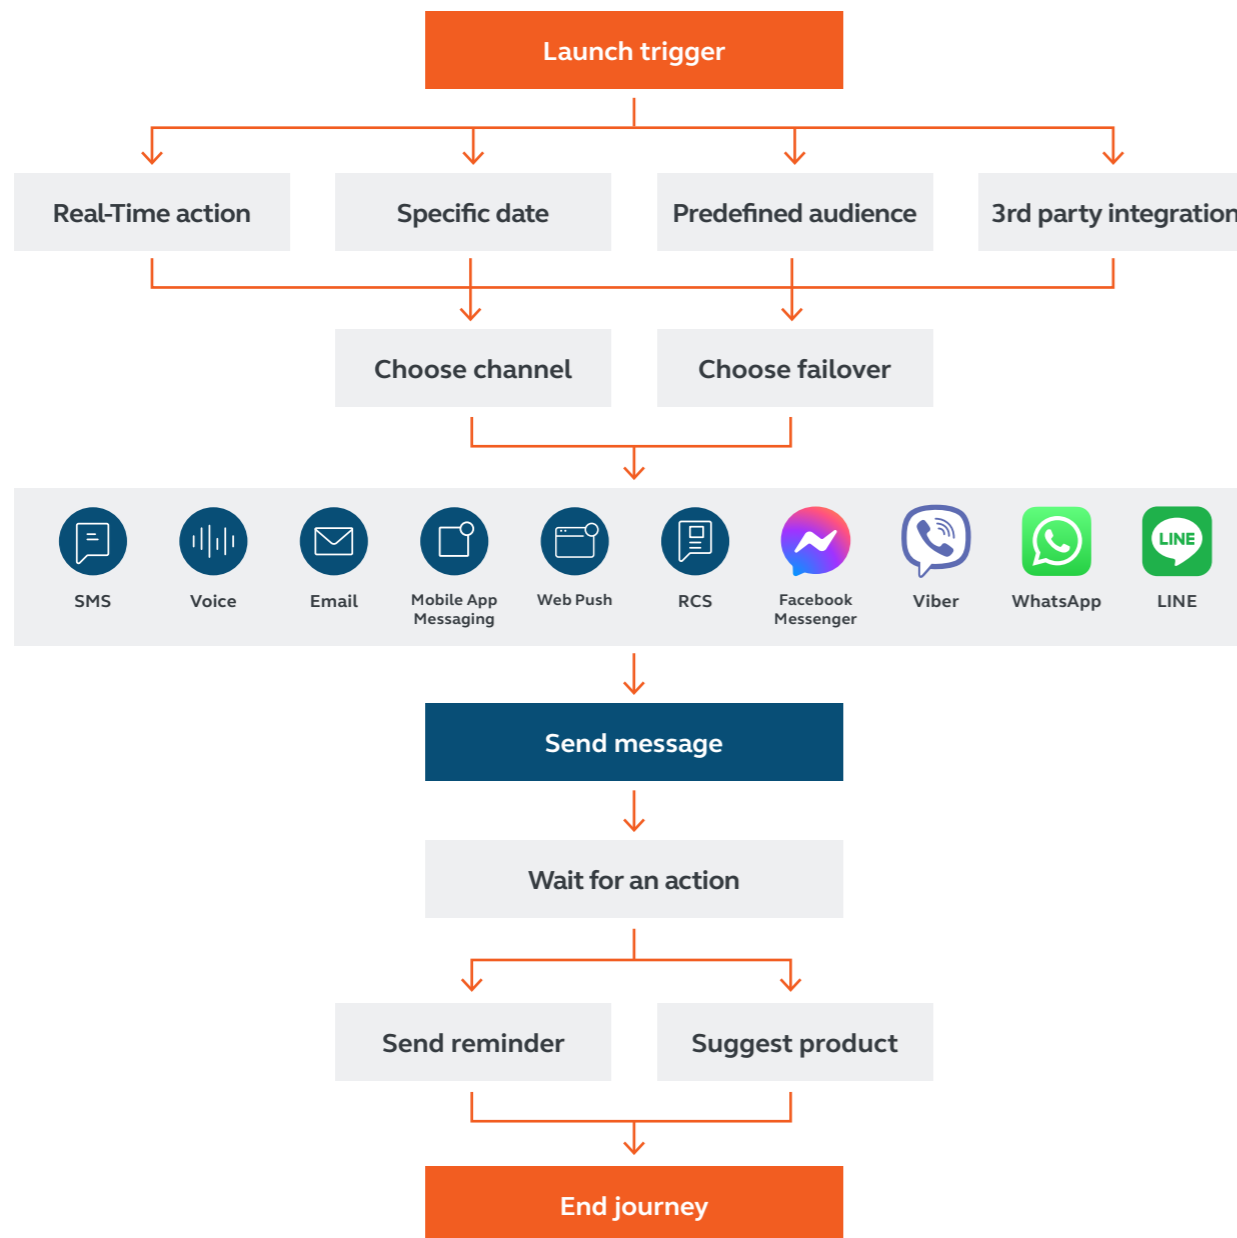 Launch trigger
Real-Time action
Specific date
Predefined audience
3rd party integration
Choose channel
Choose failover
LINE
SMS
Voice
Email
Mobile App
Messaging
Web Push
RCS
Facebook
Messenger
Viber
WhatsApp
LINE
Send message
Wait for an action
Send reminder
Suggest product
End journey